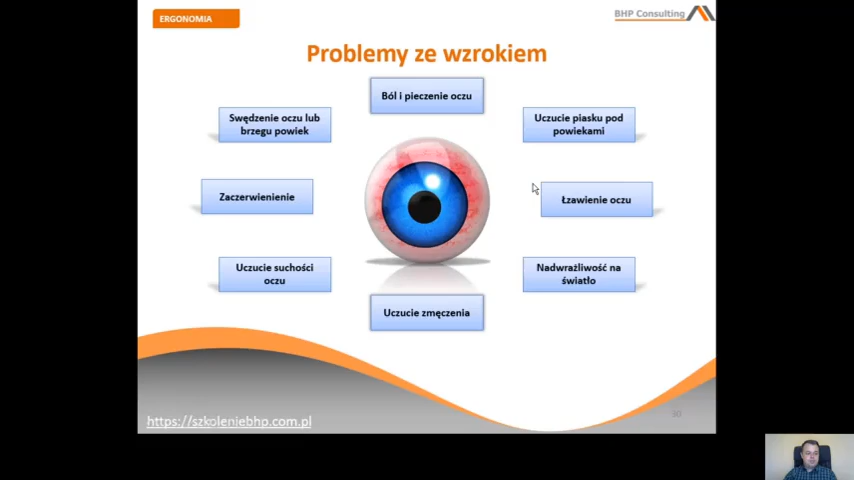 ERGONOMIA
BHP Consulting
Problemy ze wzrokiem
Ból i pieczenie oczu
Swędzenie oczu lub
brzegu powiek
Uczucie piasku pod
powiekami
Zaczerwienienie
Łzawienie oczu
Uczucie suchości
oczu
Nadwrażliwość na
światło
Uczucie zmęczenia
https://szkoleniebhp.com.pl
90